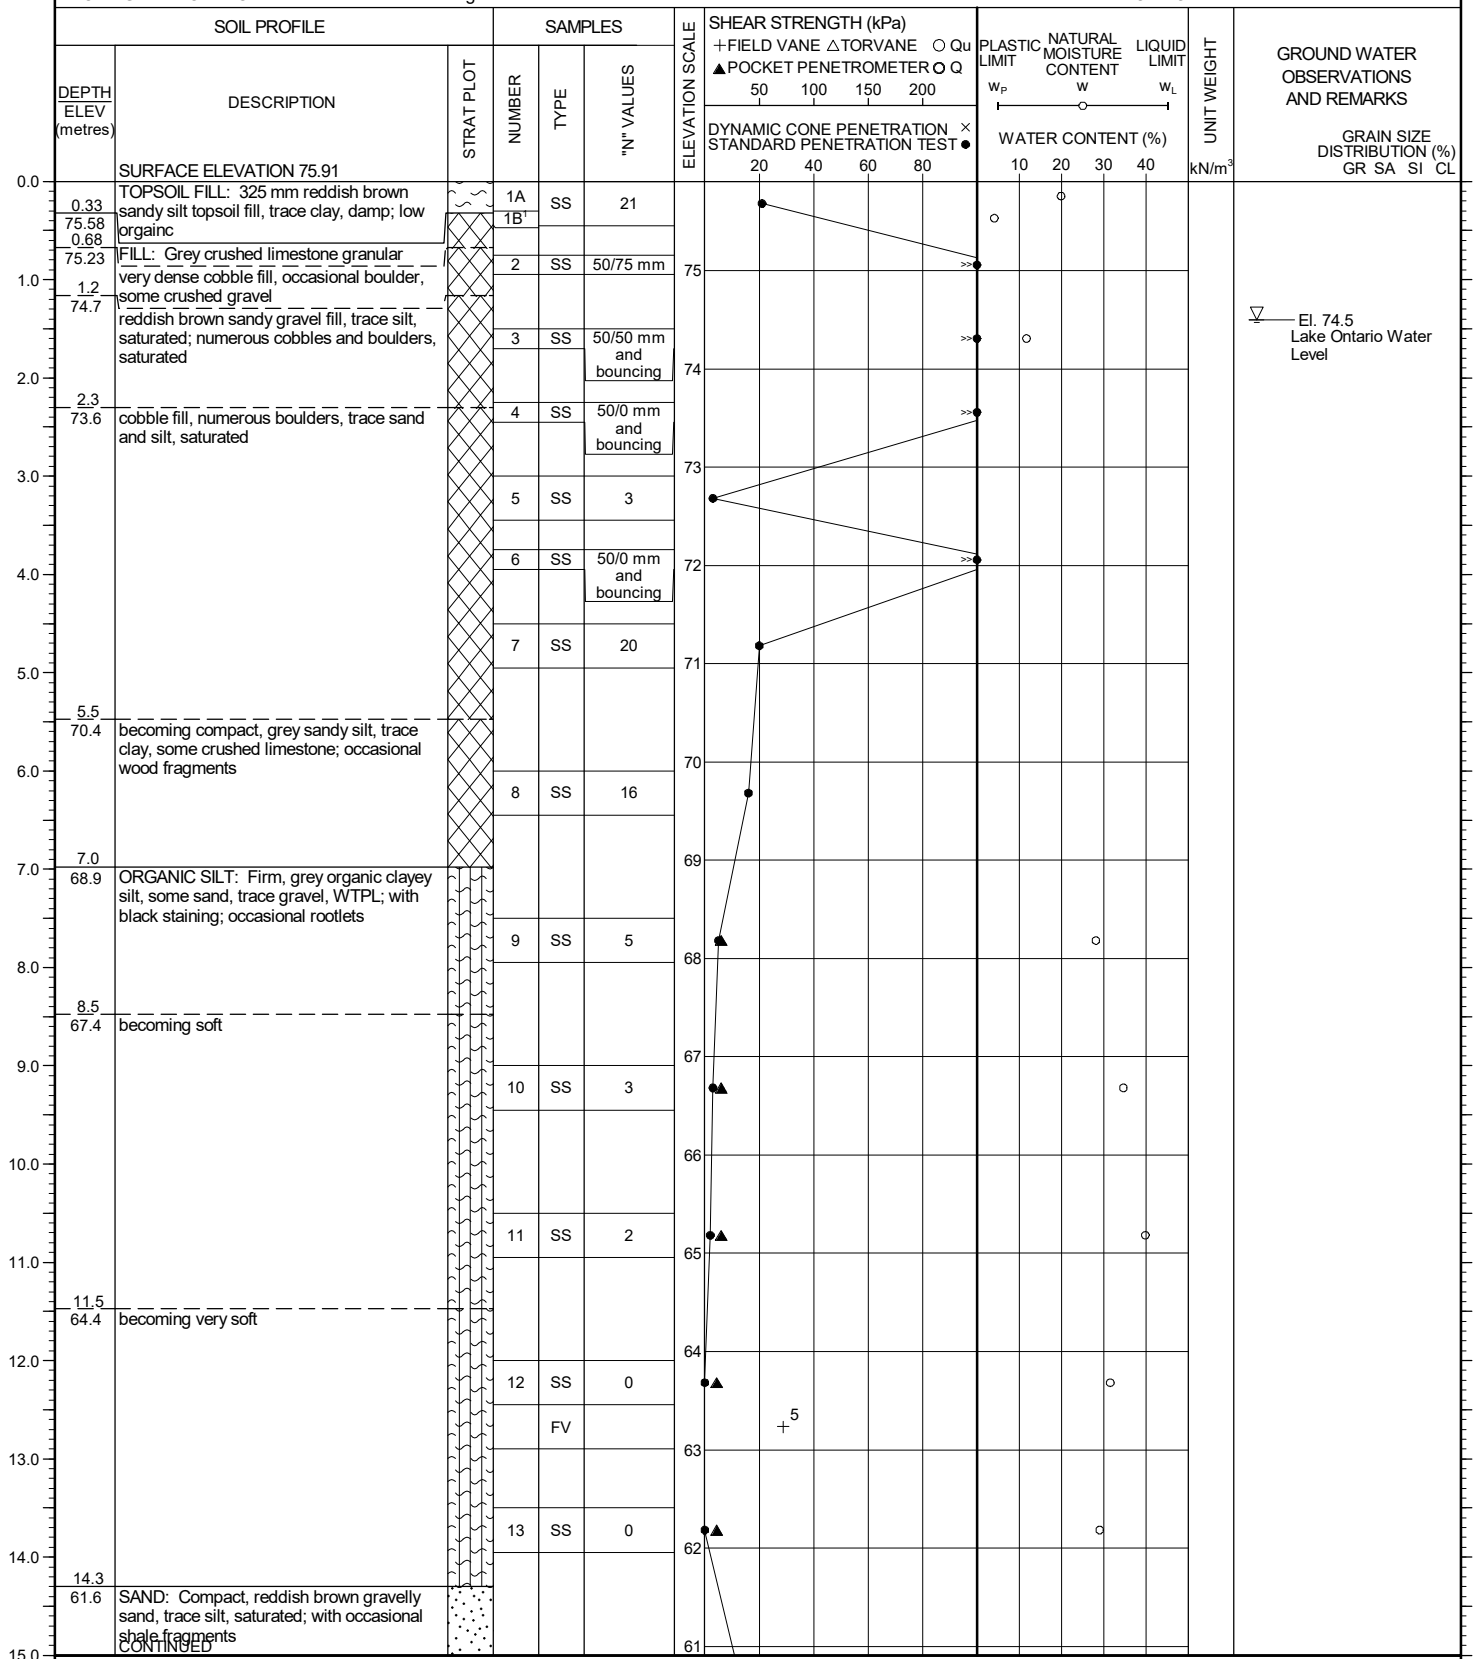 SOIL PROFILE
SAMPLES
DEPTH
ELEV
(metres)
DESCRIPTION
STRAT PLOT
NUMBER
TYPE
"N" VALUES
ELEVATION SCALE
SHEAR STRENGTH (kPa)
+FIELD VANE △TORVANE ○ Qu
▲POCKET PENETROMETER O Q
50 100 150 200
DYNAMIC CONE PENETRATION ×
STANDARD PENETRATION TEST ●
20 40 60 80
PLASTIC LIMIT
NATURAL MOISTURE CONTENT
LIQUID LIMIT
wP w wL
WATER CONTENT (%)
10 20 30 40
UNIT WEIGHT
kN/m³
GROUND WATER
OBSERVATIONS
AND REMARKS
GRAIN SIZE
DISTRIBUTION (%)
GR SA SI CL
SURFACE ELEVATION 75.91
0.0
TOPSOIL FILL: 325 mm reddish brown
sandy silt topsoil fill, trace clay, damp; low
orgainc
0.33
75.58
1A SS 21
1B¹
0.68
75.23
FILL: Grey crushed limestone granular
very dense cobble fill, occasional boulder,
some crushed gravel
2 SS 50/75 mm
75
1.0
1.2
74.7
reddish brown sandy gravel fill, trace silt,
saturated; numerous cobbles and boulders,
saturated
3 SS 50/50 mm
and
bouncing
El. 74.5
Lake Ontario Water
Level
74
2.0
2.3
73.6
cobble fill, numerous boulders, trace sand
and silt, saturated
4 SS 50/0 mm
and
bouncing
73
3.0
5 SS 3
6 SS 50/0 mm
and
bouncing
72
4.0
7 SS 20
71
5.0
5.5
70.4
becoming compact, grey sandy silt, trace
clay, some crushed limestone; occasional
wood fragments
70
6.0
8 SS 16
69
7.0
7.0
68.9
ORGANIC SILT: Firm, grey organic clayey
silt, some sand, trace gravel, WTPL; with
black staining; occasional rootlets
9 SS 5
68
8.0
8.5
67.4
becoming soft
67
9.0
10 SS 3
66
10.0
11 SS 2
65
11.0
11.5
64.4
becoming very soft
64
12.0
12 SS 0
FV
5
63
13.0
13 SS 0
62
14.0
14.3
61.6
SAND: Compact, reddish brown gravelly
sand, trace silt, saturated; with occasional
shale fragments
CONTINUED
61
15.0